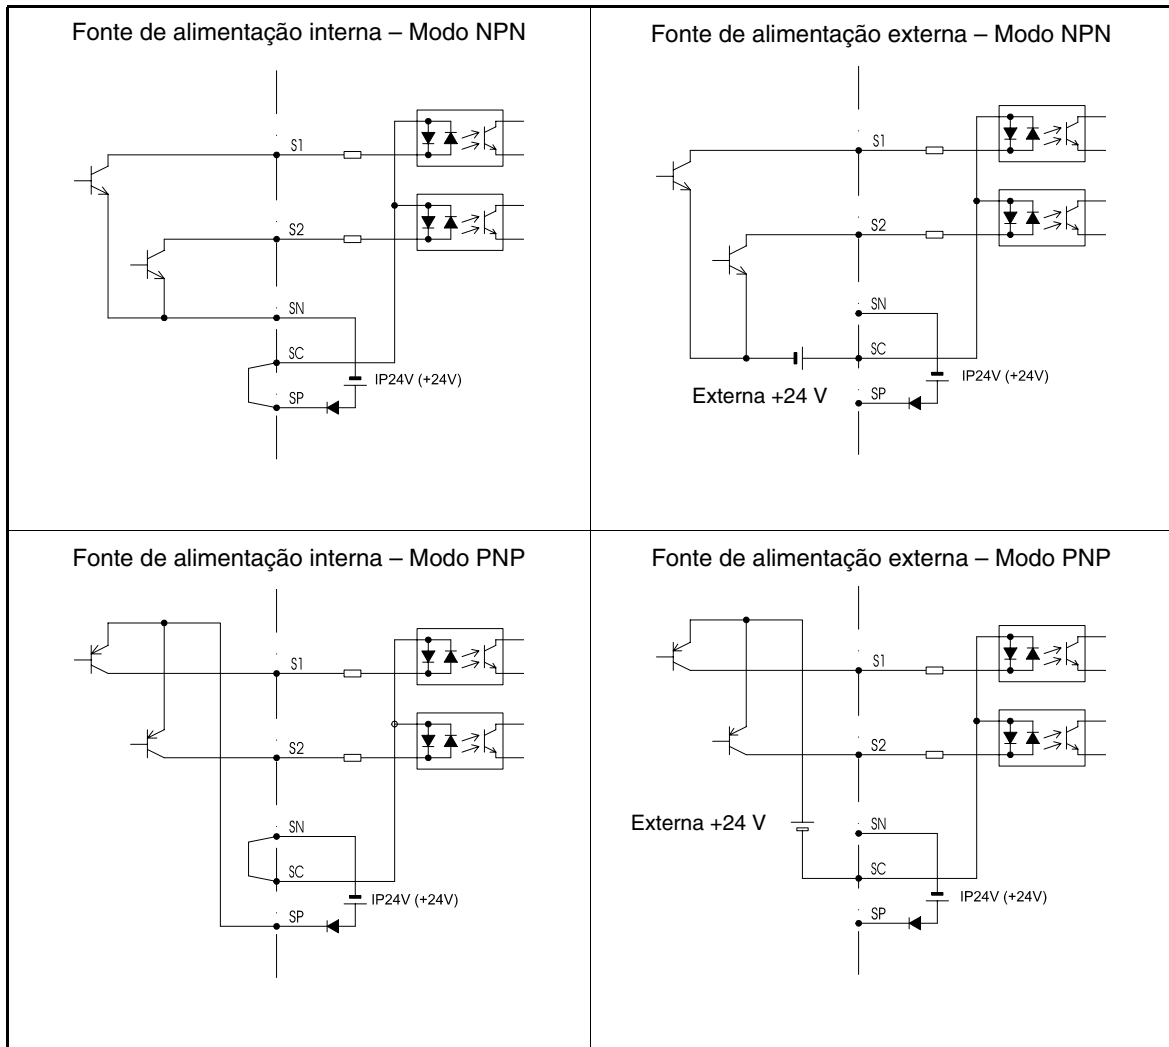 Fonte de alimentação interna – Modo NPN
S1
S2
SN
SC
IP24V (+24V)
SP
Fonte de alimentação externa – Modo NPN
S1
S2
SN
SC
IP24V (+24V)
Externa +24 V
SP
Fonte de alimentação interna – Modo PNP
S1
S2
SN
SC
IP24V (+24V)
SP
Fonte de alimentação externa – Modo PNP
S1
S2
Externa +24 V
SN
SC
IP24V (+24V)
SP